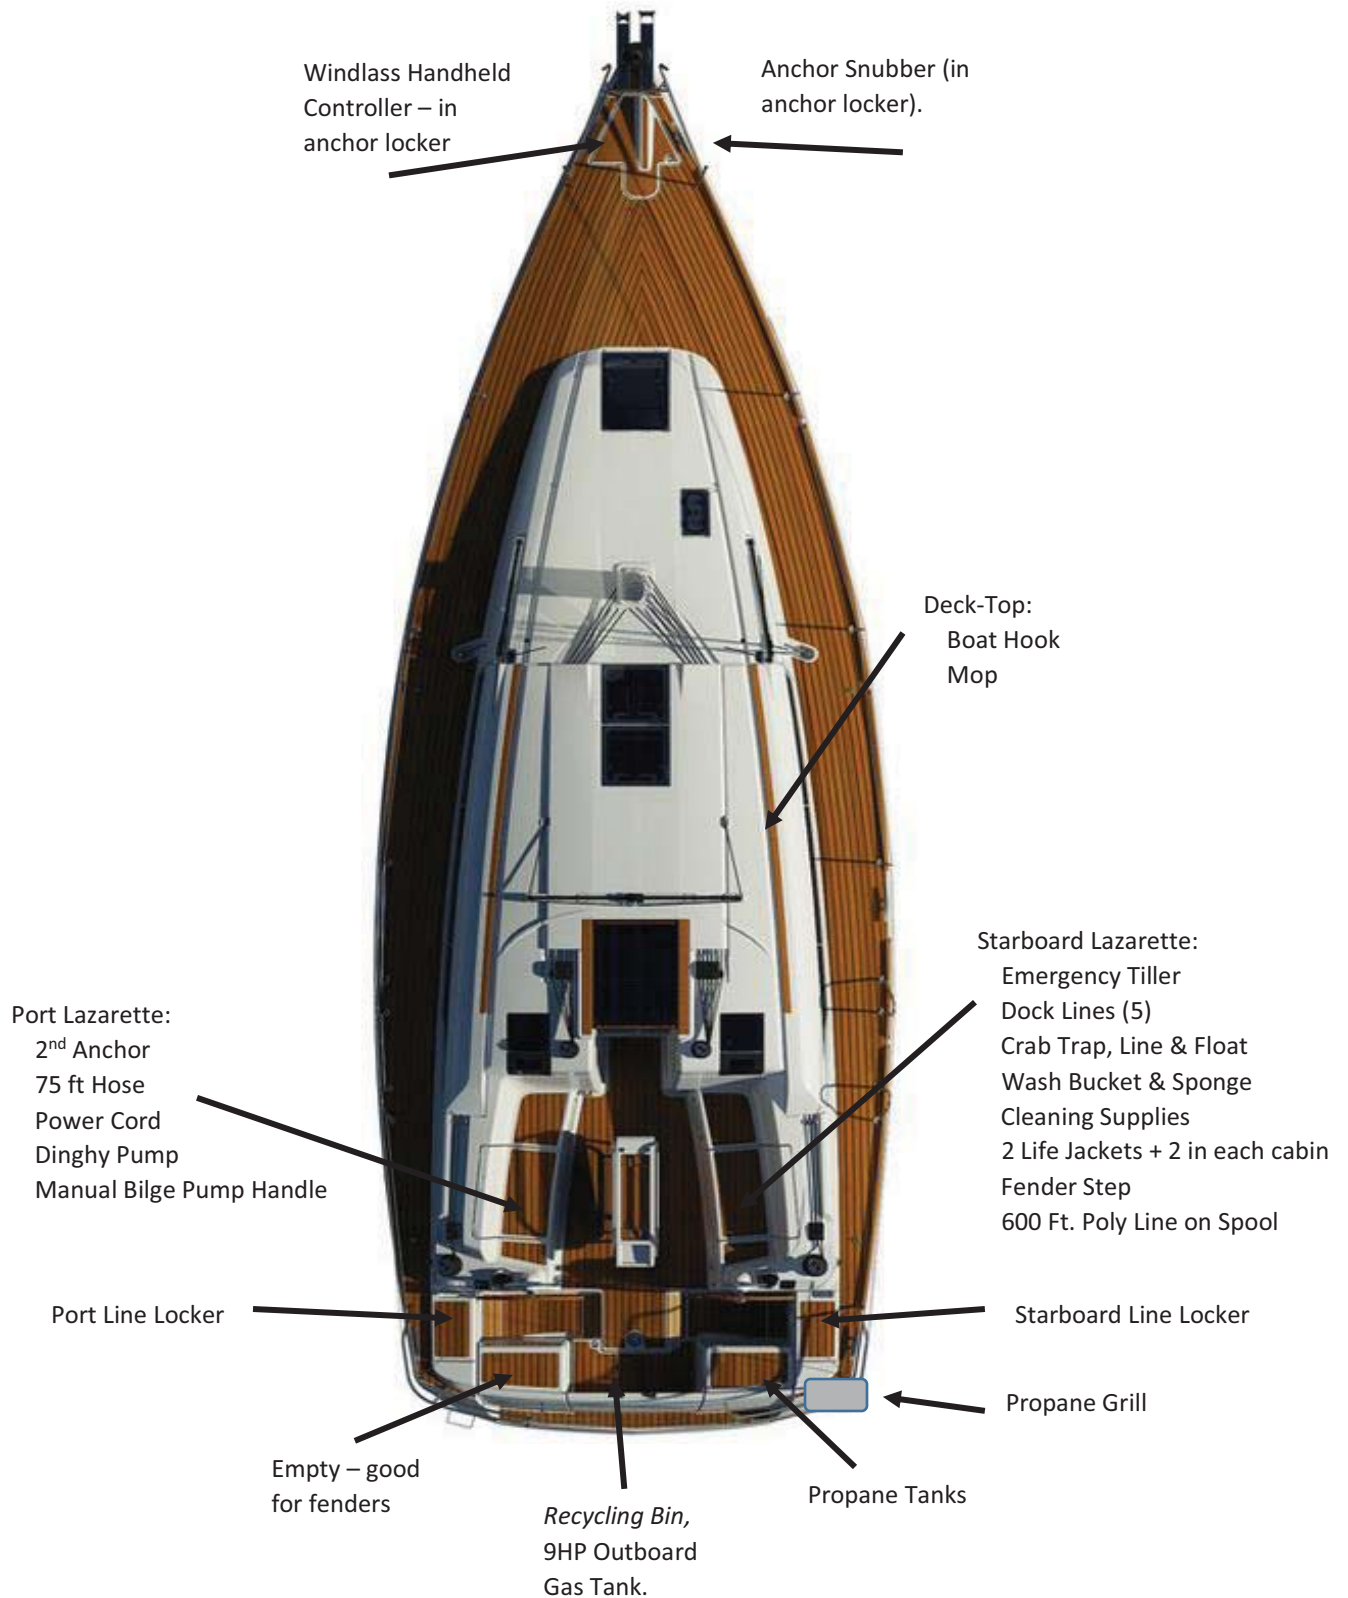 Windlass Handheld
Controller – in
anchor locker
Anchor Snubber (in
anchor locker).
Deck-Top:
Boat Hook
Mop
Starboard Lazarette:
Emergency Tiller
Dock Lines (5)
Crab Trap, Line & Float
Wash Bucket & Sponge
Cleaning Supplies
2 Life Jackets + 2 in each cabin
Fender Step
600 Ft. Poly Line on Spool
Port Lazarette:
2nd Anchor
75 ft Hose
Power Cord
Dinghy Pump
Manual Bilge Pump Handle
Port Line Locker
Starboard Line Locker
Propane Grill
Empty – good
for fenders
Propane Tanks
Recycling Bin,
9HP Outboard
Gas Tank.